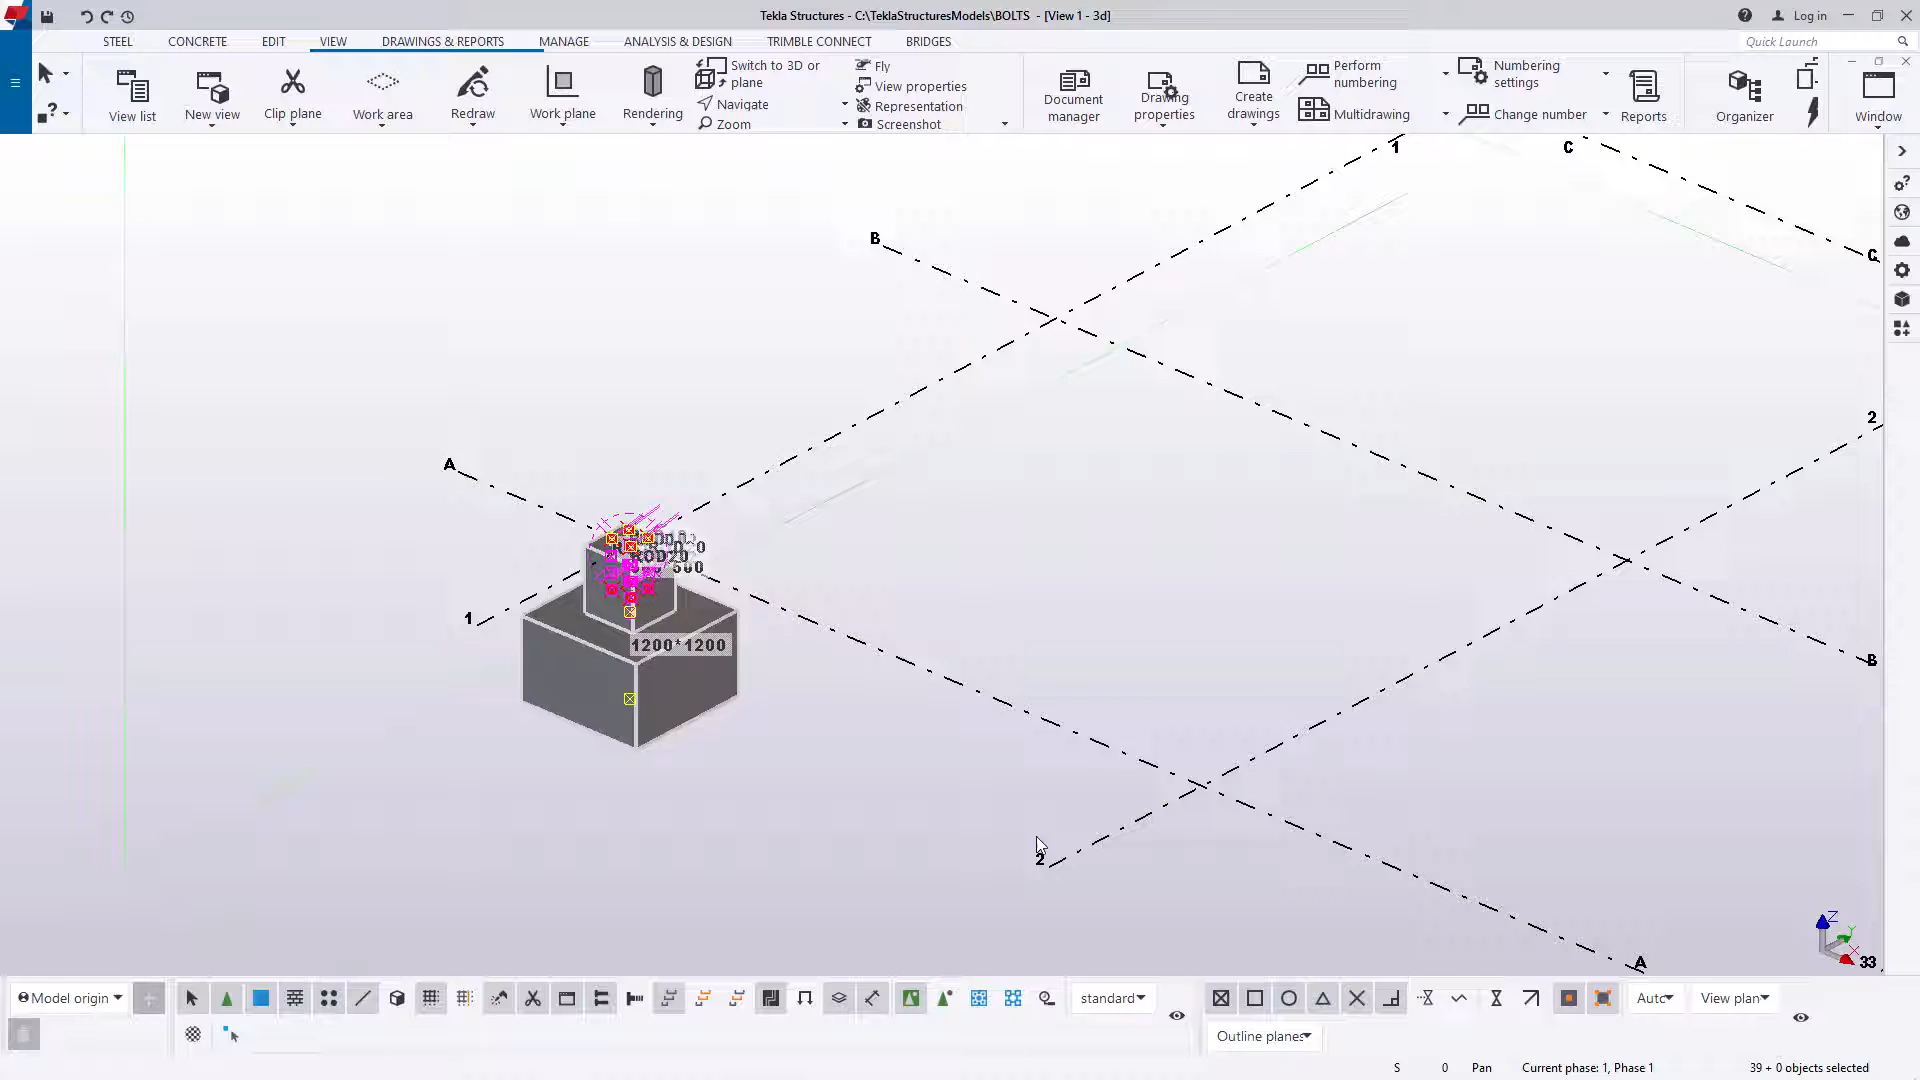 Tekla Structures - C:\TeklaStructuresModels\BOLTS - [View 1 - 3d]
Log in
STEEL CONCRETE EDIT VIEW DRAWINGS & REPORTS MANAGE ANALYSIS & DESIGN TRIMBLE CONNECT BRIDGES
Quick Launch
View list
New view
Clip plane
Work area
Redraw
Work plane
Rendering
Switch to 3D or
plane
Navigate
Zoom
Fly
View properties
Representation
Screenshot
Document
manager
Drawing
properties
Create
drawings
Perform
numbering
Multidrawing
Numbering
settings
Change number
Reports
Organizer
Window
1
C
B
C
2
A
ROD20
500
1
1200*1200
B
2
A
Z
Y
X
33
Model origin
standard
Auto
View plan
Outline planes
S 0 Pan Current phase: 1, Phase 1 39 + 0 objects selected